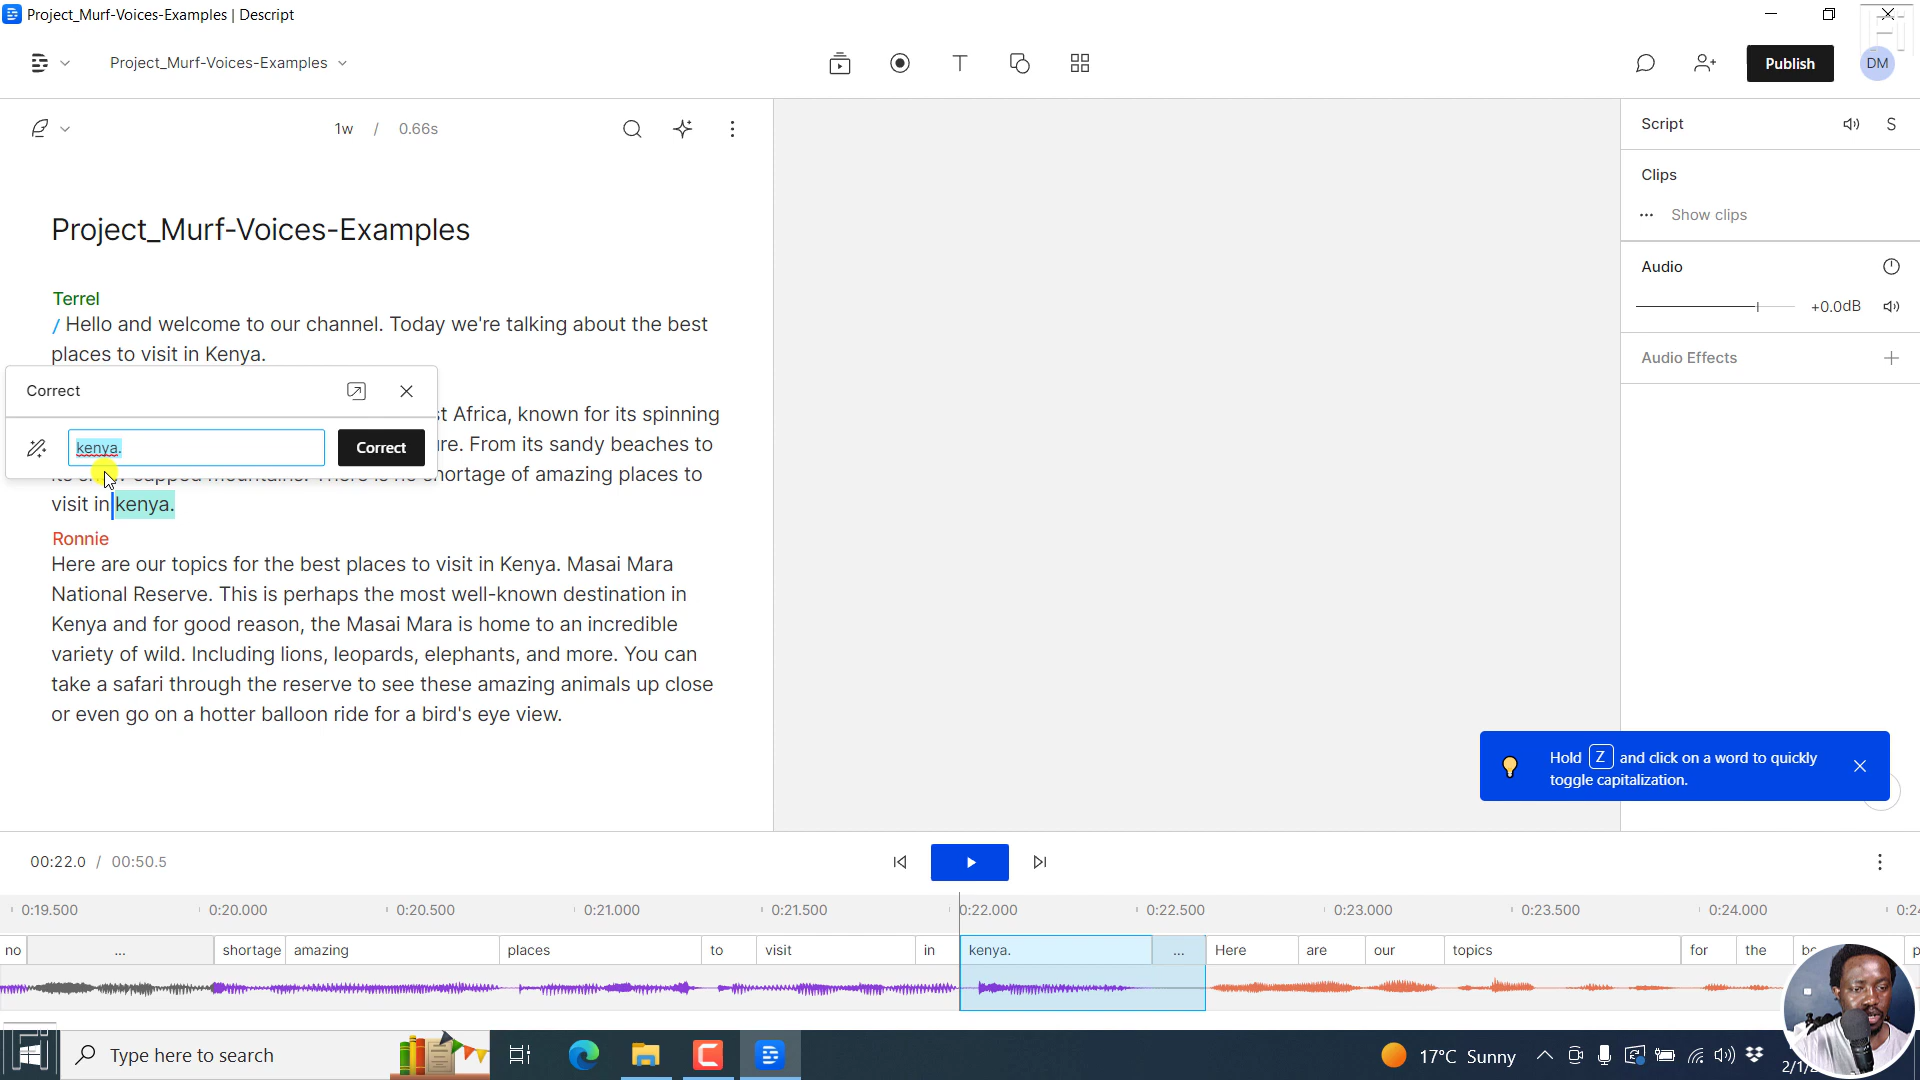 Project_Murf-Voices-Examples | Descript
Project_Murf-Voices-Examples
Publish
DM
1w / 0.66s
Script
S
Clips
Show clips
Audio
+0.0dB
Audio Effects
Project_Murf-Voices-Examples
Terrel
/ Hello and welcome to our channel. Today we're talking about the best
places to visit in Kenya.
Correct
t Africa, known for its spinning
kenya.
Correct
re. From its sandy beaches to
hortage of amazing places to
visit in kenya.
Ronnie
Here are our topics for the best places to visit in Kenya. Masai Mara
National Reserve. This is perhaps the most well-known destination in
Kenya and for good reason, the Masai Mara is home to an incredible
variety of wild. Including lions, leopards, elephants, and more. You can
take a safari through the reserve to see these amazing animals up close
or even go on a hotter balloon ride for a bird's eye view.
Hold Z and click on a word to quickly
toggle capitalization.
00:22.0 / 00:50.5
0:19.500 0:20.000 0:20.500 0:21.000 0:21.500 0:22.000 0:22.500 0:23.000 0:23.500 0:24.000 0:24
no ... shortage amazing places to visit in kenya. ... Here are our topics for the
Type here to search
17°C Sunny